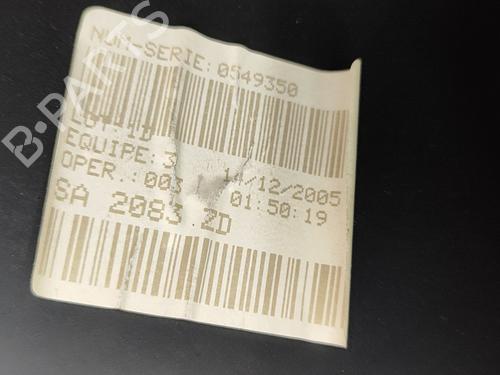 NUM-SERIE:0549350
LOT:1D
EQUIPE:3 14/12/2005
OPER.:003 01:50:19
SA 2083 ZD
B-PARTS